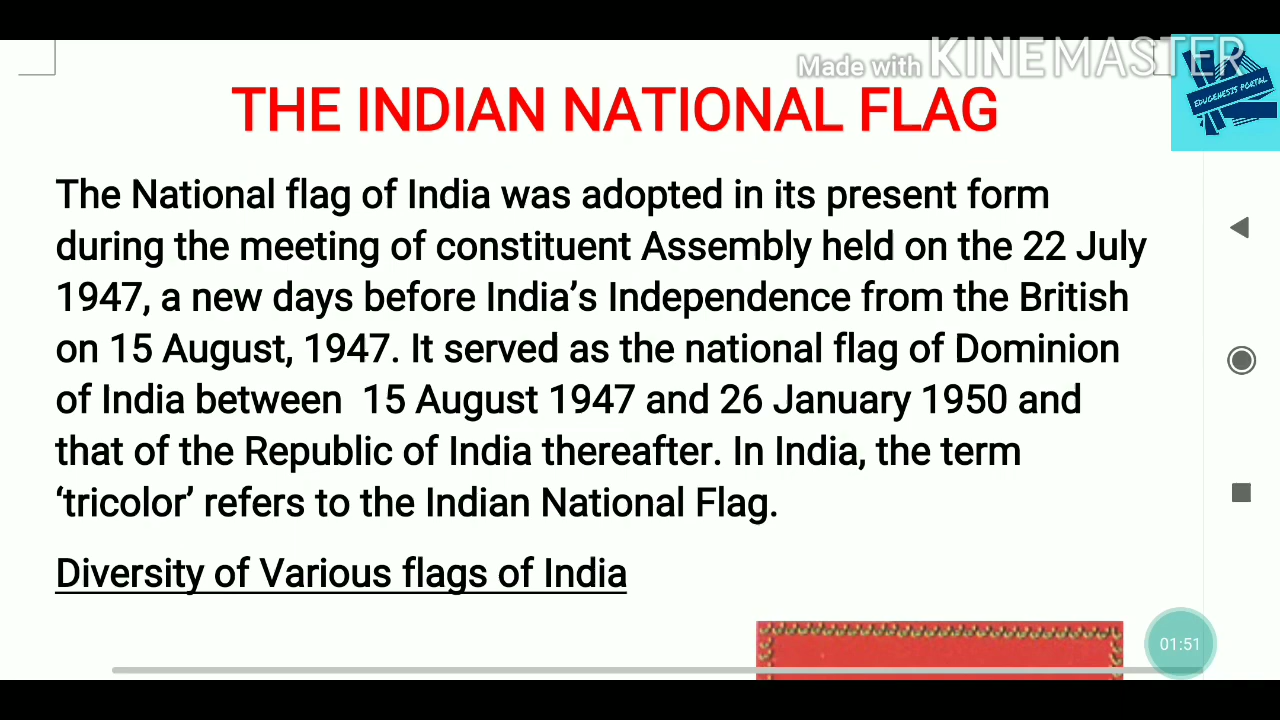 Made with KINEMASTER
EDUGENESIS PORTAL
THE INDIAN NATIONAL FLAG
The National flag of India was adopted in its present form
during the meeting of constituent Assembly held on the 22 July
1947, a new days before India’s Independence from the British
on 15 August, 1947. It served as the national flag of Dominion
of India between  15 August 1947 and 26 January 1950 and
that of the Republic of India thereafter. In India, the term
‘tricolor’ refers to the Indian National Flag.
Diversity of Various flags of India
01:51